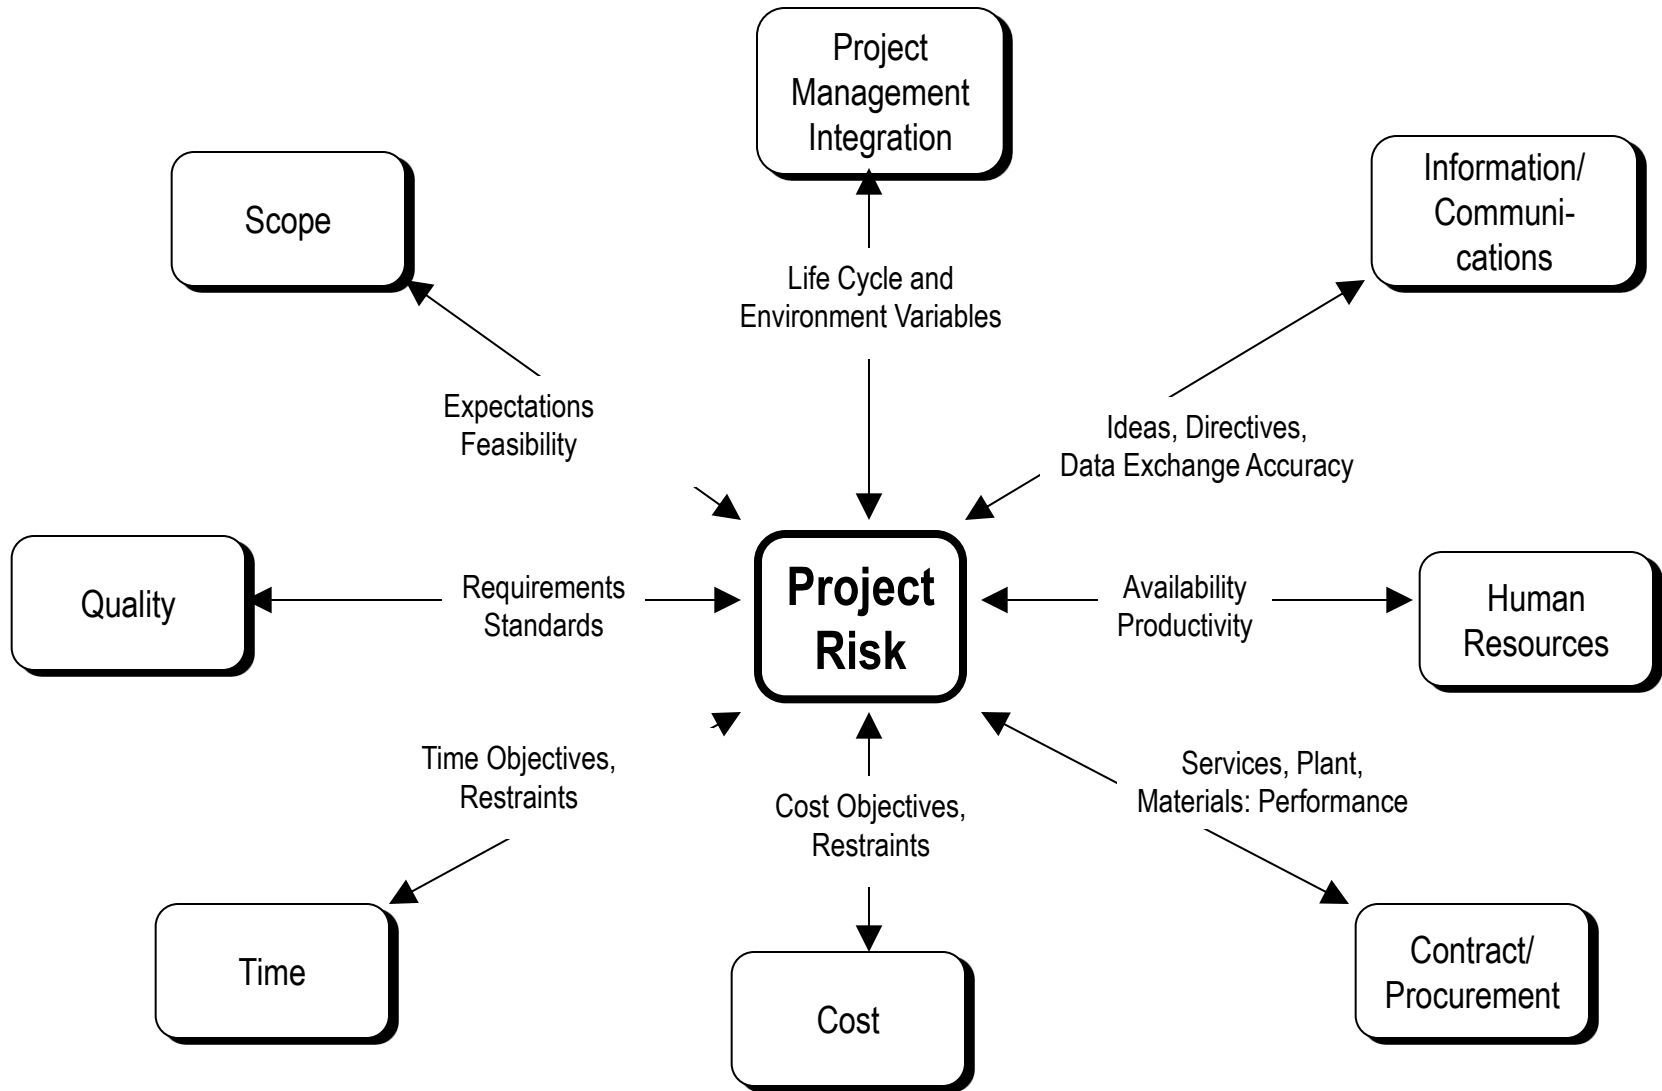 Project
Management
Integration
Scope
Information/
Communi-
cations
Life Cycle and
Environment Variables
Expectations
Feasibility
Ideas, Directives,
Data Exchange Accuracy
Quality
Requirements
Standards
Project
Risk
Availability
Productivity
Human
Resources
Time Objectives,
Restraints
Cost Objectives,
Restraints
Services, Plant,
Materials: Performance
Time
Cost
Contract/
Procurement